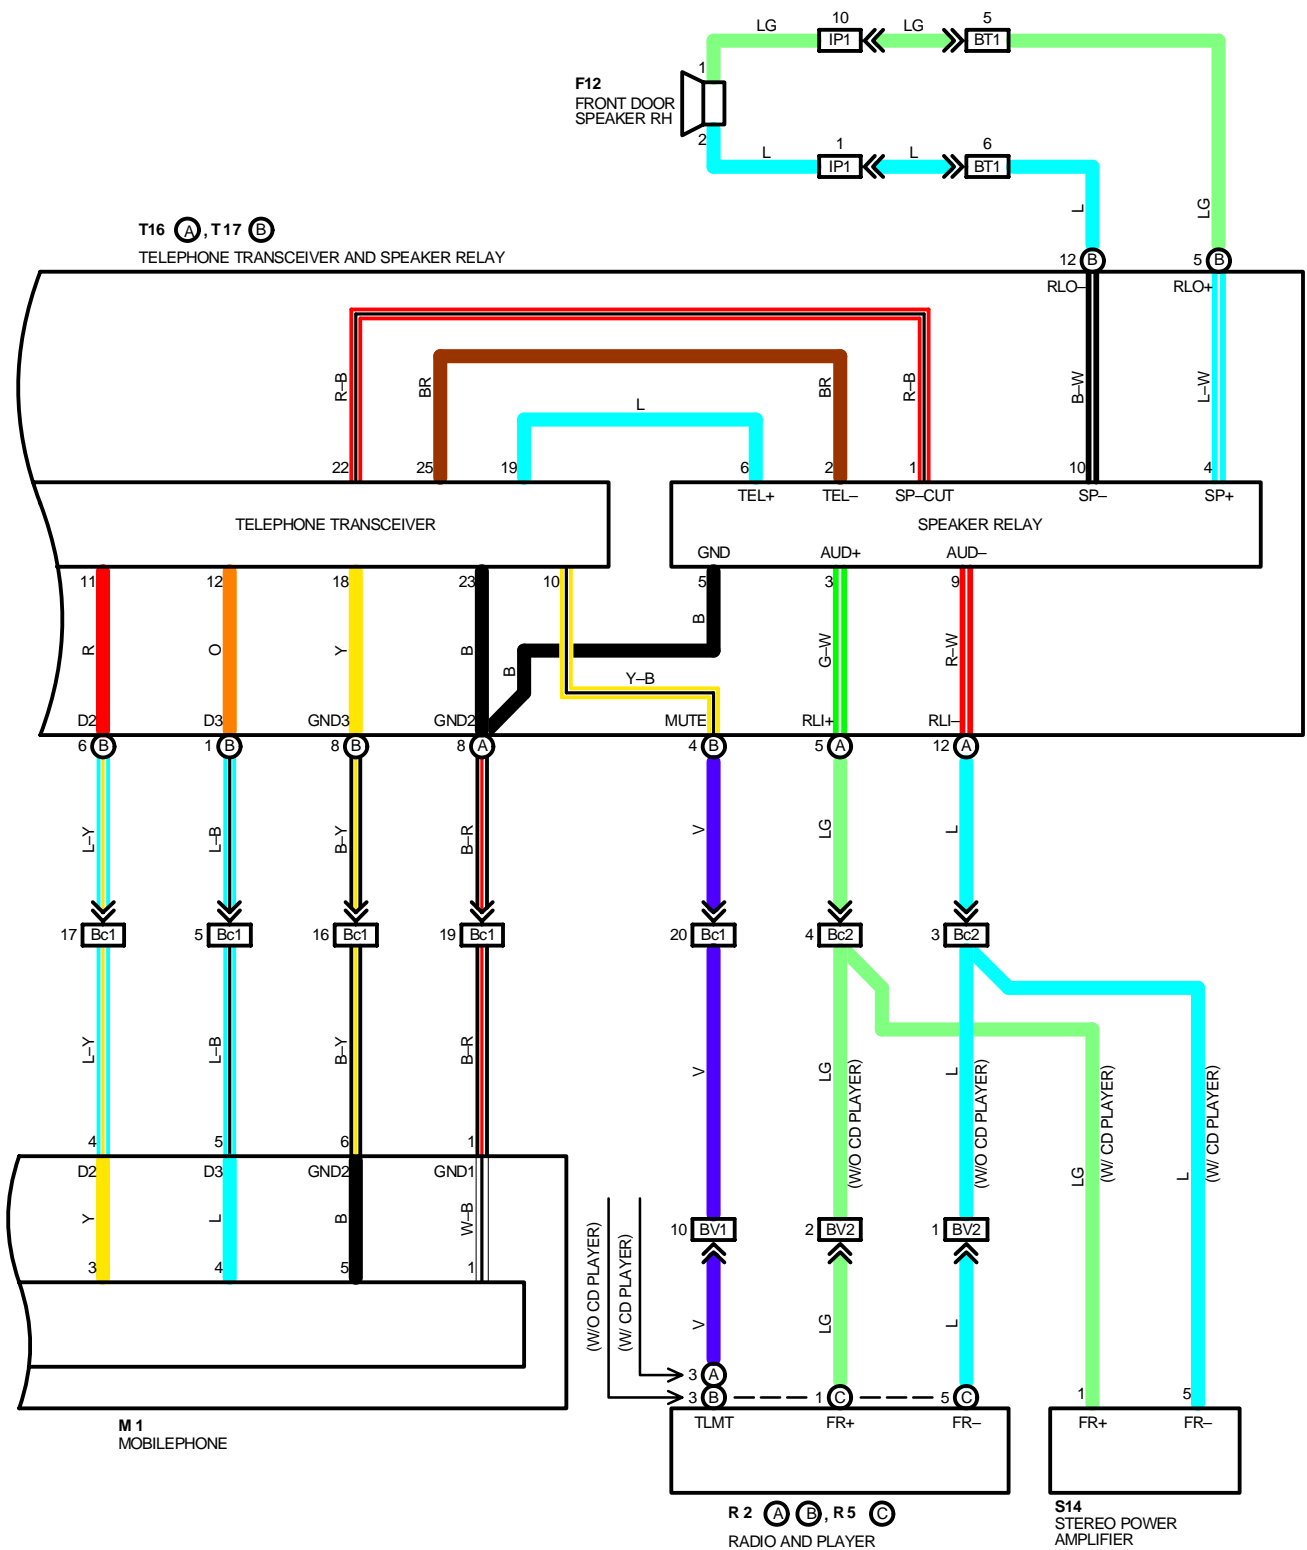 LG 10 LG 5
IP1 BT1
1
F12
FRONT DOOR
SPEAKER RH
2
L 1 L 6
IP1 BT1
L LG
T16 A , T17 B
TELEPHONE TRANSCEIVER AND SPEAKER RELAY
12 B 5 B
RLO– RLO+
R–B BR L BR R–B B–W L–W
22 25 19 6 2 1 10 4
TEL+ TEL– SP–CUT SP– SP+
TELEPHONE TRANSCEIVER
SPEAKER RELAY
GND AUD+ AUD–
11 12 18 23 10 5 3 9
R O Y B B B G–W R–W
Y–B
D2 D3 GND3 GND2 MUTE RLI+ RLI–
6 B 1 B 8 B 8 A 4 B 5 A 12 A
L–Y L–B B–Y B–R V LG L
17 Bc1 5 Bc1 16 Bc1 19 Bc1 20 Bc1 4 Bc2 3 Bc2
L–Y L–B B–Y B–R V LG (W/O CD PLAYER) L (W/O CD PLAYER) LG (W/ CD PLAYER) L (W/ CD PLAYER)
4 5 6 1
D2 D3 GND2 GND1
Y L B W–B
10 BV1 2 BV2 1 BV2
3 4 5 1
(W/O CD PLAYER) (W/ CD PLAYER) V LG L
3 A
3 B 1 C 5 C 1 5
TLMT FR+ FR– FR+ FR–
M 1
MOBILEPHONE
R 2 A B , R 5 C
RADIO AND PLAYER
S14
STEREO POWER
AMPLIFIER